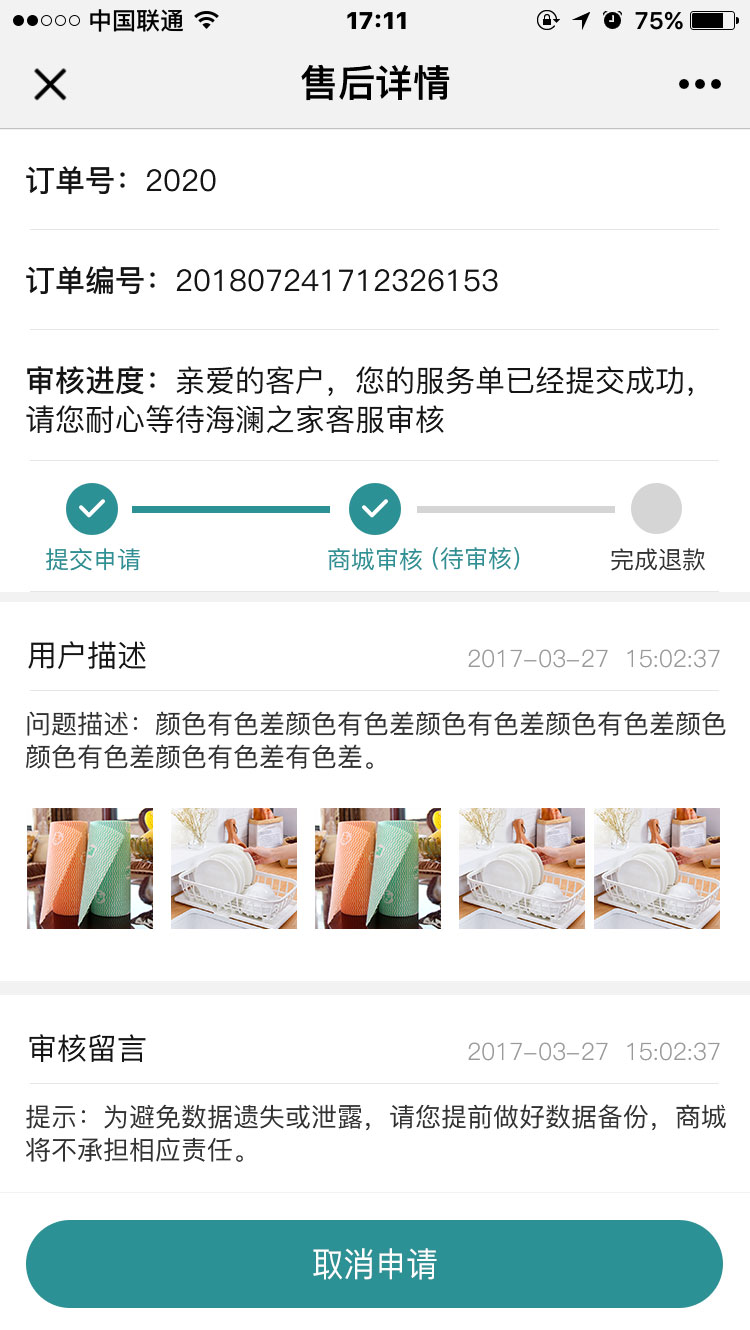 中国联通 17:11 75%
售后详情
订单号：2020
订单编号：201807241712326153
审核进度：亲爱的客户，您的服务单已经提交成功，
请您耐心等待海澜之家客服审核
提交申请 商城审核 (待审核) 完成退款
用户描述 2017-03-27 15:02:37
问题描述：颜色有色差颜色有色差颜色有色差颜色有色差颜色
颜色有色差颜色有色差有色差。
审核留言 2017-03-27 15:02:37
提示：为避免数据遗失或泄露，请您提前做好数据备份，商城
将不承担相应责任。
取消申请